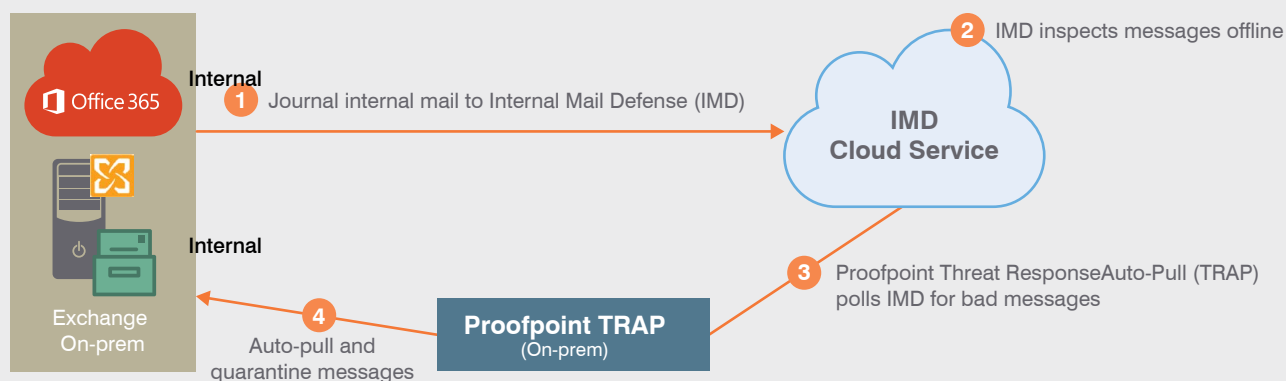 Office 365
Internal
1
Journal internal mail to Internal Mail Defense (IMD)
2
IMD inspects messages offline
IMD
Cloud Service
Internal
Exchange
On-prem
3
Proofpoint Threat ResponseAuto-Pull (TRAP)
polls IMD for bad messages
Proofpoint TRAP
(On-prem)
4
Auto-pull and
quarantine messages